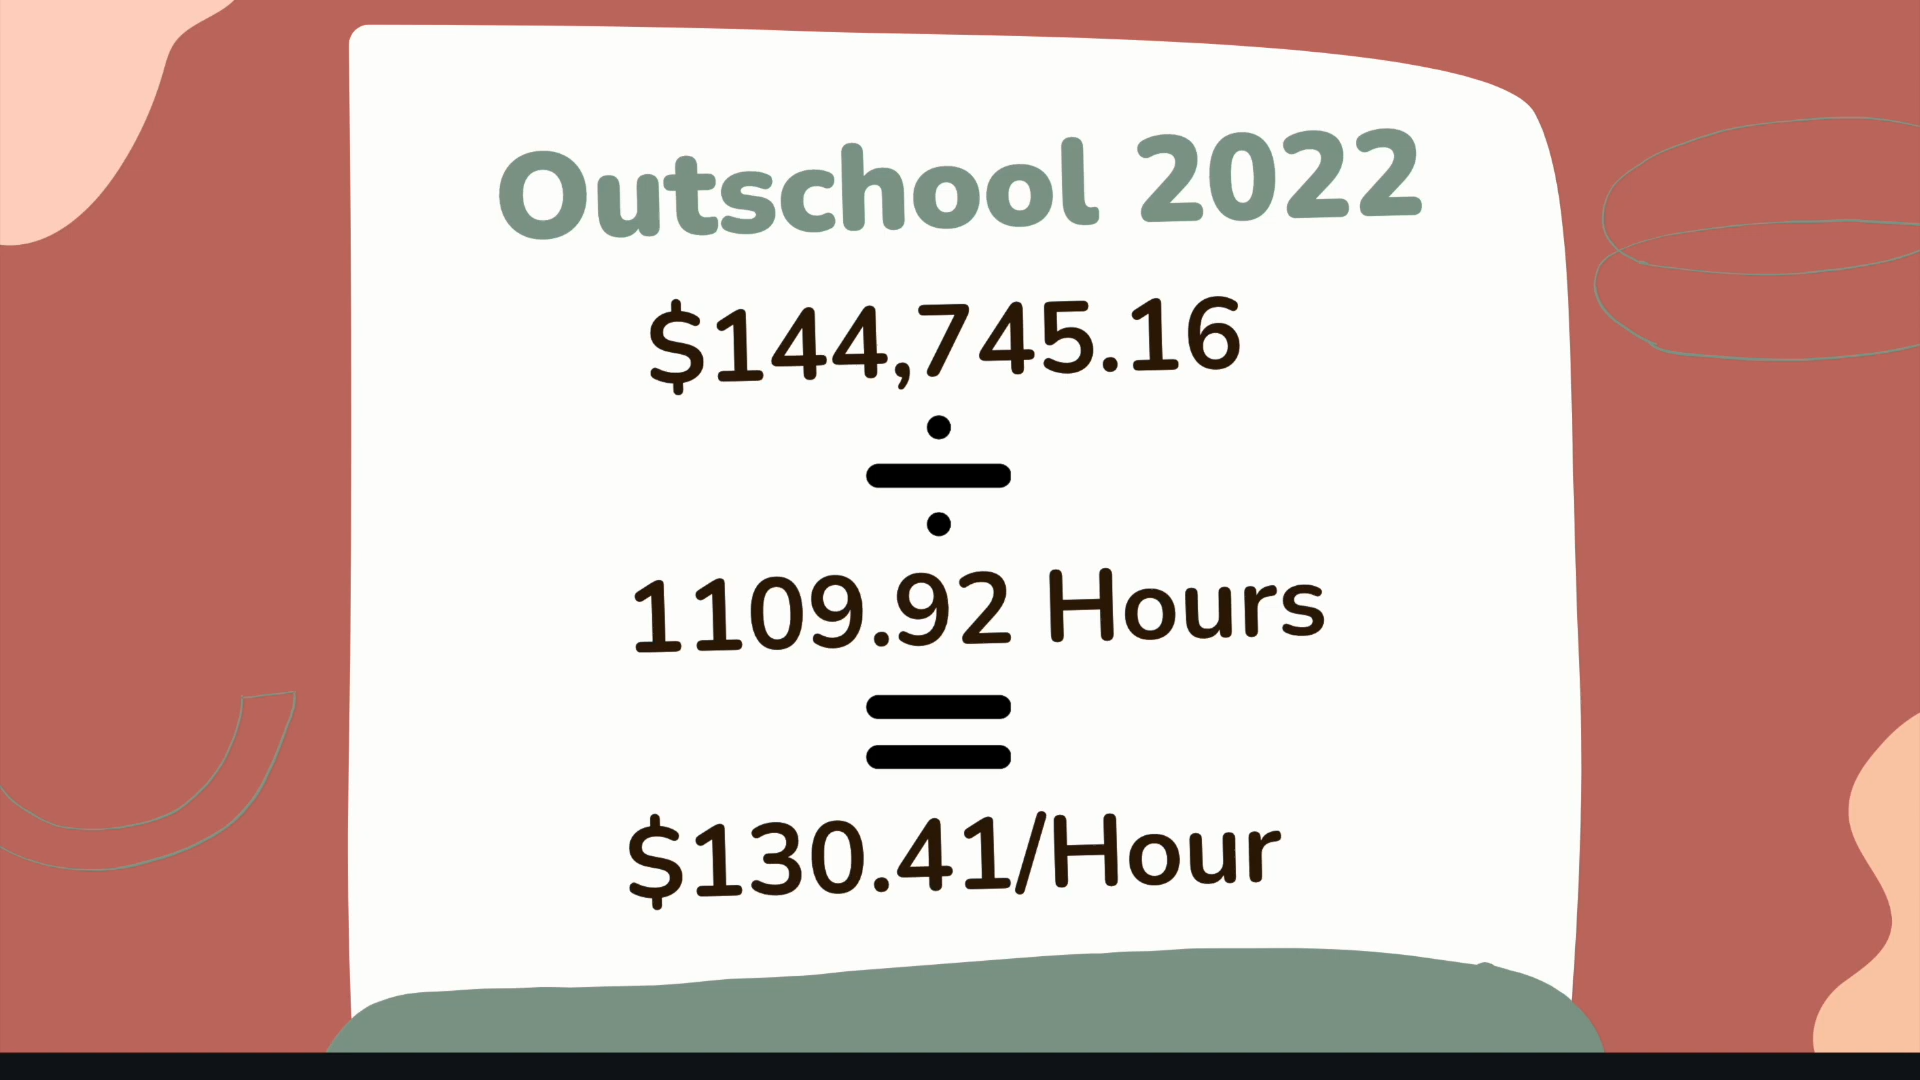 Outschool 2022
$144,745.16
÷
1109.92 Hours
=
$130.41/Hour